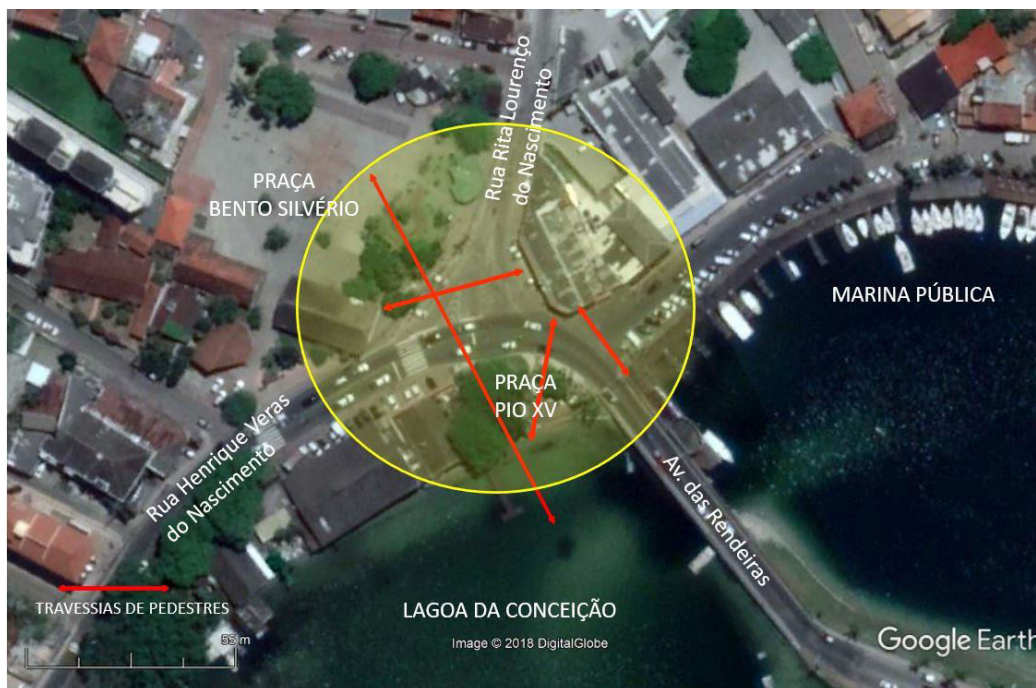 Rua Rita Lourenço
do Nascimento
PRAÇA
BENTO SILVÉRIO
MARINA PÚBLICA
PRAÇA
PIO XV
Rua Henrique Veras
do Nascimento
Av. das Rendeiras
TRAVESSIAS DE PEDESTRES
LAGOA DA CONCEIÇÃO
55 m
Image © 2018 DigitalGlobe
Google Earth